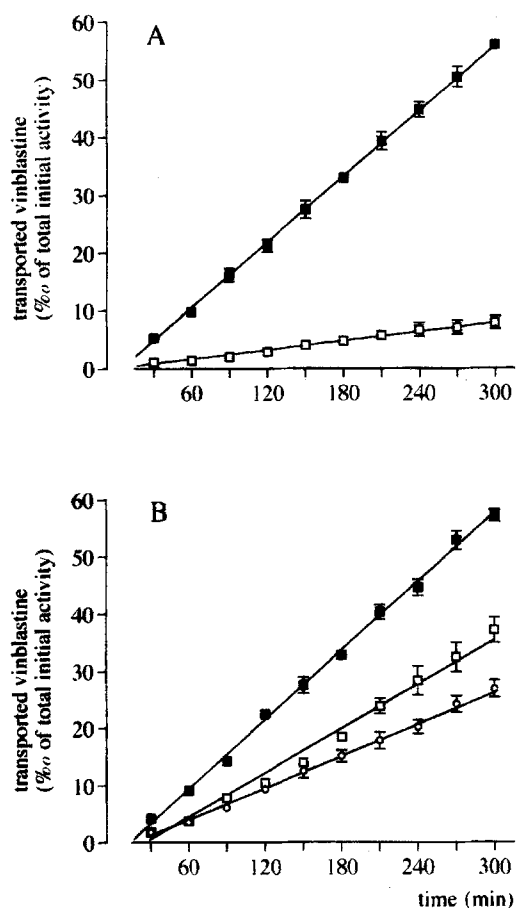 A
transported vinblastine
(‰ of total initial activity)
60
50
40
30
20
10
0
60 120 180 240 300
B
transported vinblastine
(‰ of total initial activity)
60
50
40
30
20
10
0
60 120 180 240 300
time (min)